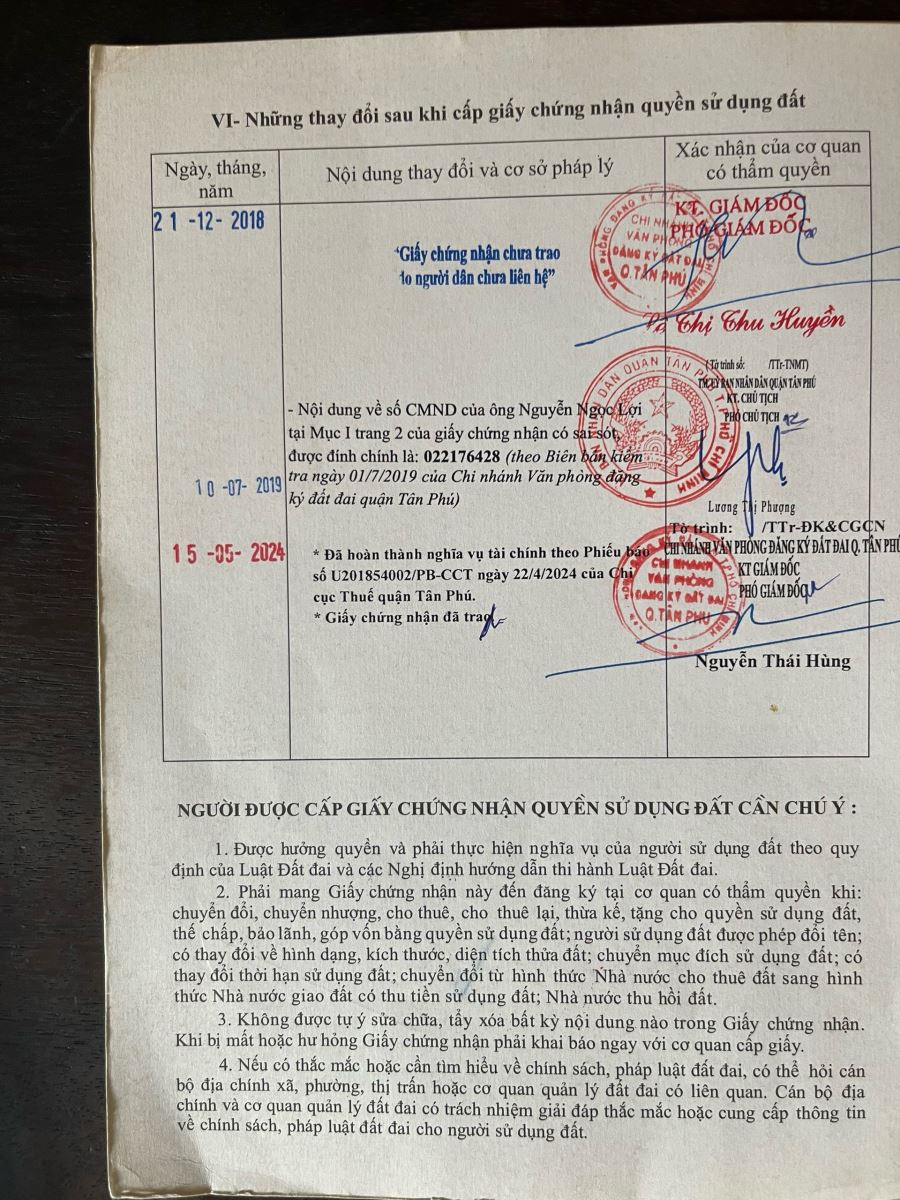 VI- Những thay đổi sau khi cấp giấy chứng nhận quyền sử dụng đất
Ngày, tháng,
năm
Nội dung thay đổi và cơ sở pháp lý
Xác nhận của cơ quan
có thẩm quyền
21 -12- 2018
“Giấy chứng nhận chưa trao
do người dân chưa liên hệ”
KT. GIÁM ĐỐC
PHÓ GIÁM ĐỐC
CHI NHÁNH
VĂN PHÒNG
ĐĂNG KÝ ĐẤT ĐAI
Q.TÂN PHÚ
Thị Thu Huyền
- Nội dung về số CMND của ông Nguyễn Ngọc Lợi
tại Mục I trang 2 của giấy chứng nhận có sai sót,
được đính chính là: 022176428 (theo Biên bản kiểm
tra ngày 01/7/2019 của Chi nhánh Văn phòng đăng
ký đất đai quận Tân Phú)
10 -07- 2019
(Tờ trình số: /TTr-TNMT)
TM.ỦY BAN NHÂN DÂN QUẬN TÂN PHÚ
KT. CHỦ TỊCH
PHÓ CHỦ TỊCH
Lương Thị Phượng
15 -05- 2024
* Đã hoàn thành nghĩa vụ tài chính theo Phiếu báo
số U201854002/PB-CCT ngày 22/4/2024 của Chi
cục Thuế quận Tân Phú.
* Giấy chứng nhận đã trao
Tờ trình: /TTr-ĐK&CGCN
CHI NHÁNH VĂN PHÒNG ĐĂNG KÝ ĐẤT ĐAI Q. TÂN PHÚ
KT GIÁM ĐỐC
PHÓ GIÁM ĐỐC
CHI NHÁNH
VĂN PHÒNG
ĐĂNG KÝ ĐẤT ĐAI
Q.TÂN PHÚ
Nguyễn Thái Hùng
NGƯỜI ĐƯỢC CẤP GIẤY CHỨNG NHẬN QUYỀN SỬ DỤNG ĐẤT CẦN CHÚ Ý :
1. Được hưởng quyền và phải thực hiện nghĩa vụ của người sử dụng đất theo quy
định của Luật Đất đai và các Nghị định hướng dẫn thi hành Luật Đất đai.
2. Phải mang Giấy chứng nhận này đến đăng ký tại cơ quan có thẩm quyền khi:
chuyển đổi, chuyển nhượng, cho thuê, cho thuê lại, thừa kế, tặng cho quyền sử dụng đất,
thế chấp, bảo lãnh, góp vốn bằng quyền sử dụng đất; người sử dụng đất được phép đổi tên;
có thay đổi về hình dạng, kích thước, diện tích thửa đất; chuyển mục đích sử dụng đất; có
thay đổi thời hạn sử dụng đất; chuyển đổi từ hình thức Nhà nước cho thuê đất sang hình
thức Nhà nước giao đất có thu tiền sử dụng đất; Nhà nước thu hồi đất.
3. Không được tự ý sửa chữa, tẩy xóa bất kỳ nội dung nào trong Giấy chứng nhận.
Khi bị mất hoặc hư hỏng Giấy chứng nhận phải khai báo ngay với cơ quan cấp giấy.
4. Nếu có thắc mắc hoặc cần tìm hiểu về chính sách, pháp luật đất đai, có thể hỏi cán
bộ địa chính xã, phường, thị trấn hoặc cơ quan quản lý đất đai có liên quan. Cán bộ địa
chính và cơ quan quản lý đất đai có trách nhiệm giải đáp thắc mắc hoặc cung cấp thông tin
về chính sách, pháp luật đất đai cho người sử dụng đất.